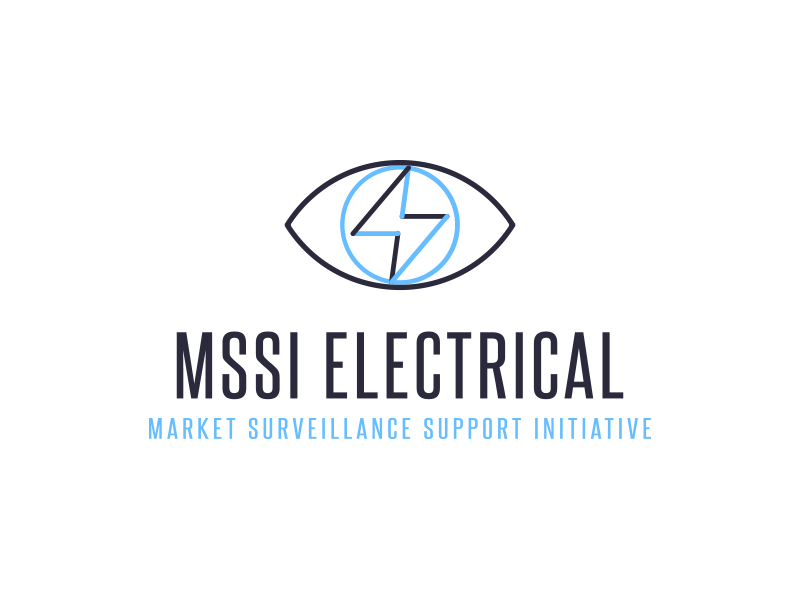 MSSI ELECTRICAL
MARKET SURVEILLANCE SUPPORT INITIATIVE